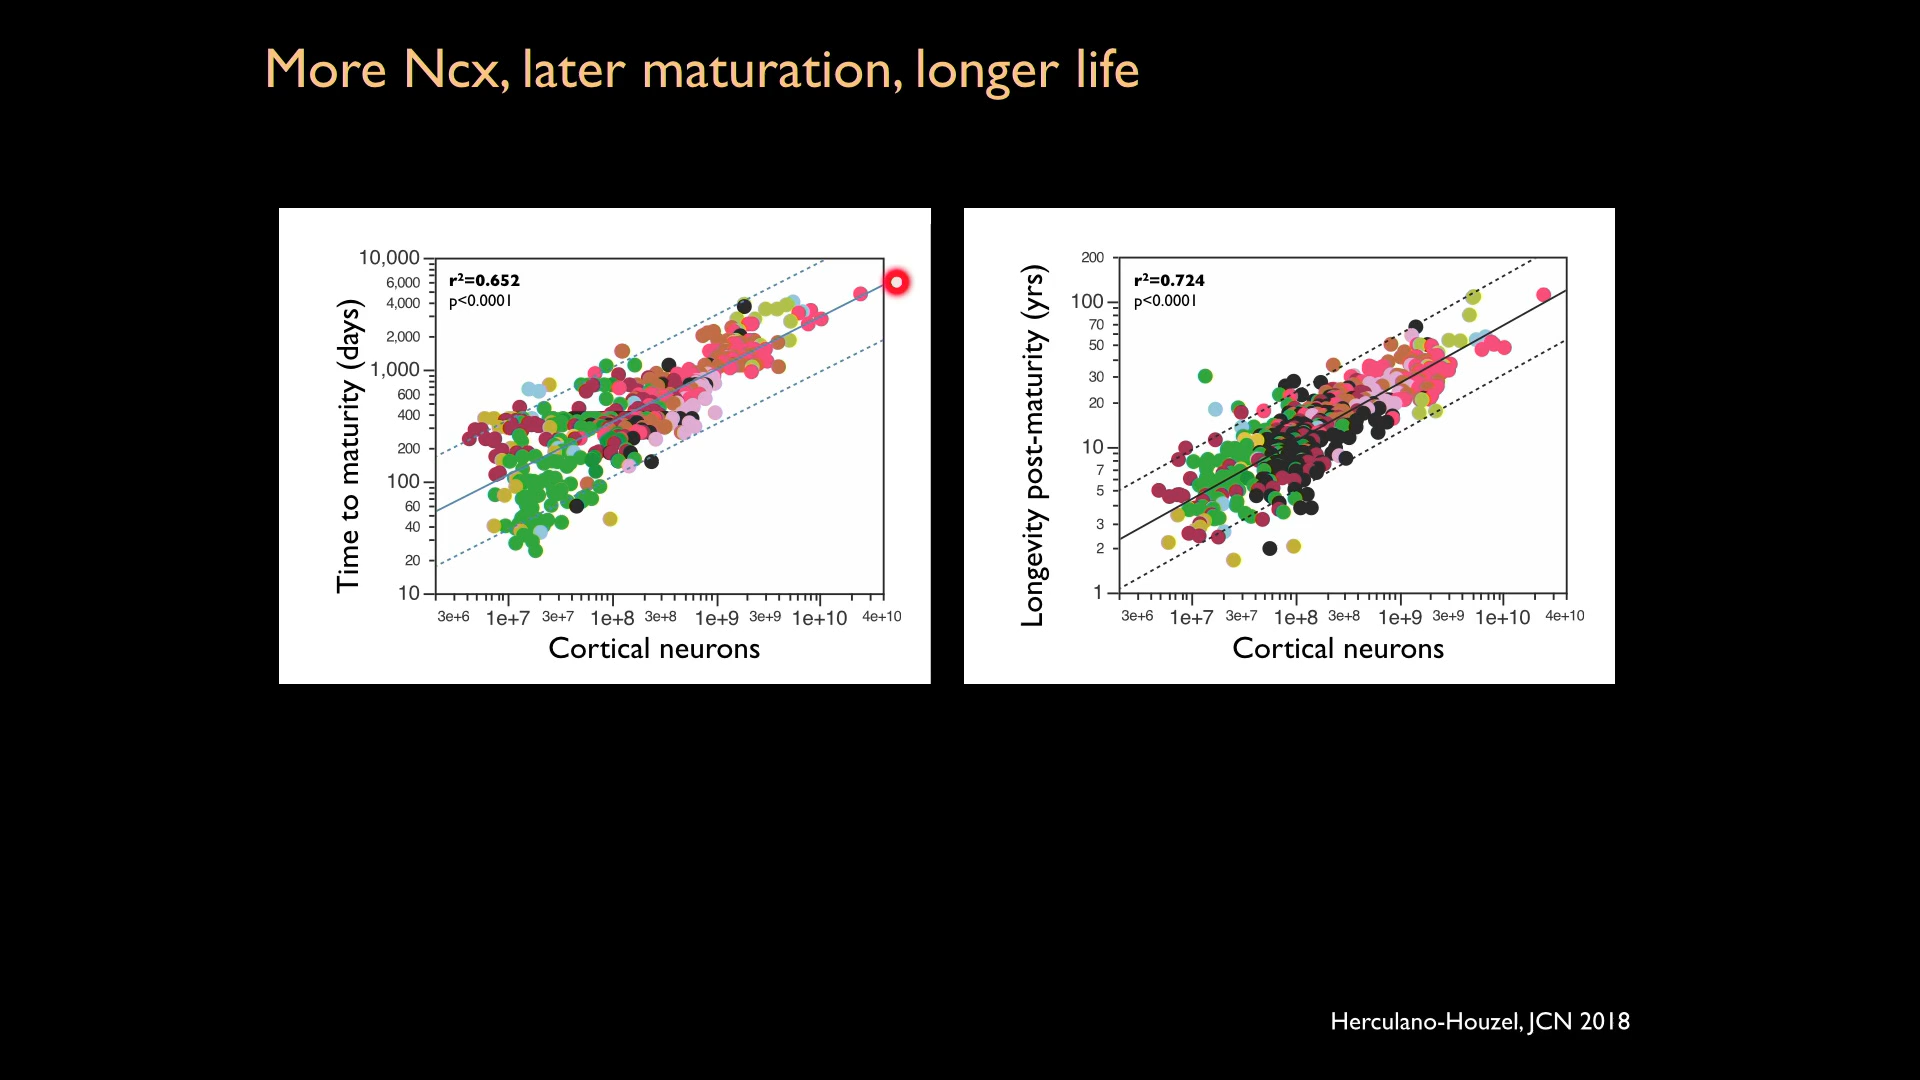 More Ncx, later maturation, longer life
10,000
6,000
4,000
2,000
1,000
600
400
200
100
60
40
20
10
Time to maturity (days)
r²=0.652
p<0.0001
3e+6 1e+7 3e+7 1e+8 3e+8 1e+9 3e+9 1e+10 4e+10
Cortical neurons
200
100
70
50
30
20
10
7
5
3
2
1
Longevity post-maturity (yrs)
r²=0.724
p<0.0001
3e+6 1e+7 3e+7 1e+8 3e+8 1e+9 3e+9 1e+10 4e+10
Cortical neurons
Herculano-Houzel, JCN 2018